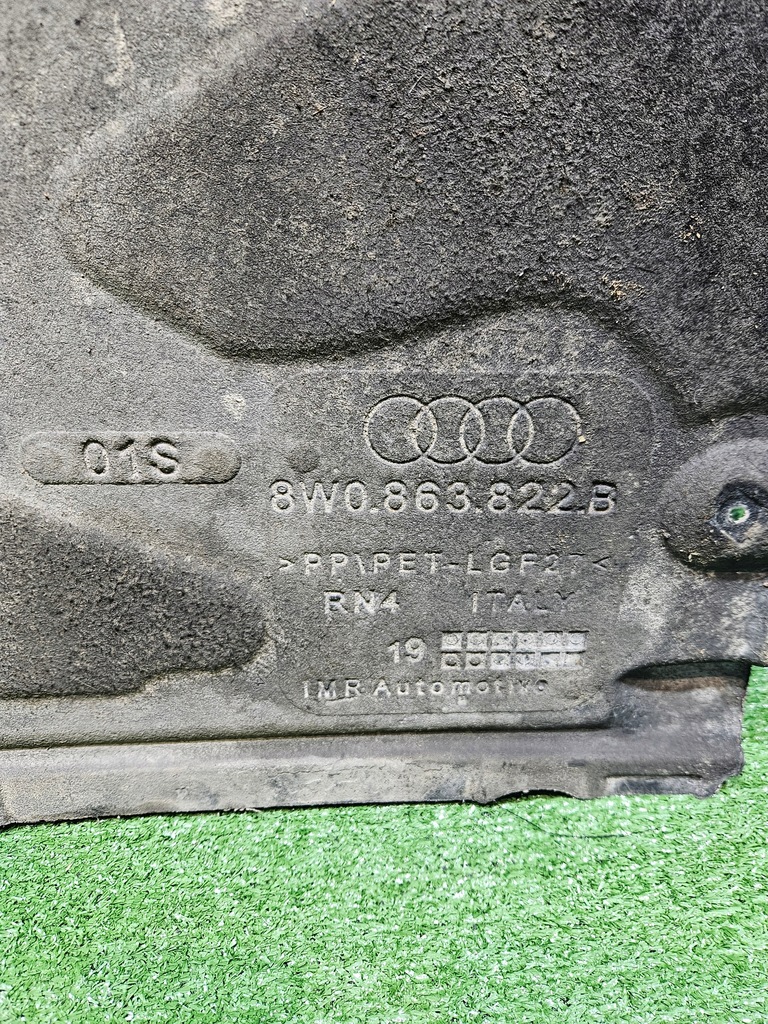 01S
8W0.863.822.B
>PP\PET-LGF27<
RN4 ITALY
19
IMR Automotive